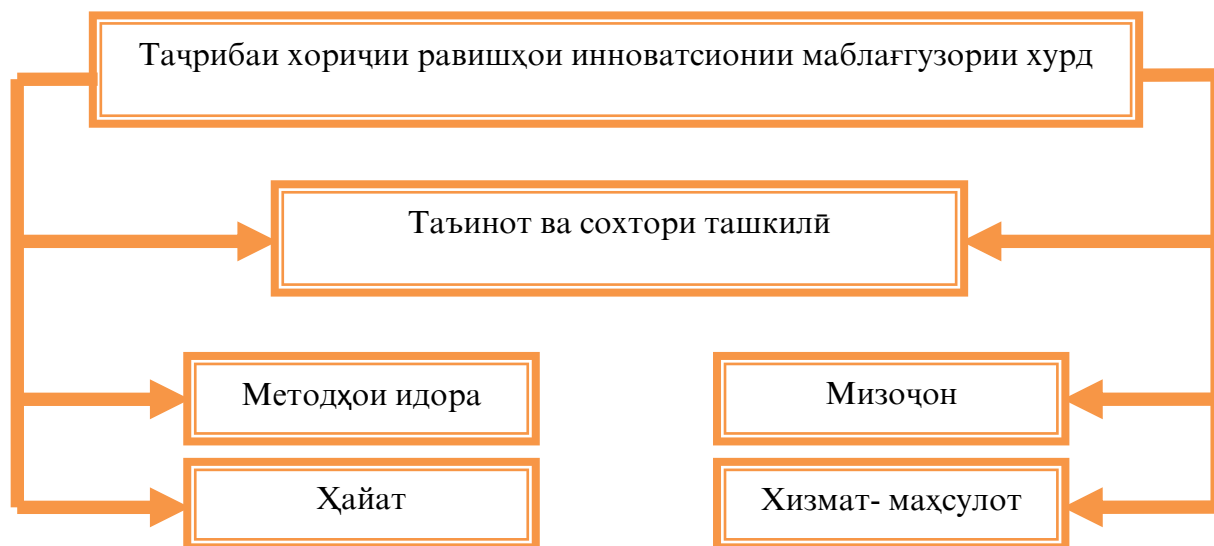 Таҷрибаи хориҷии равишҳои инноватсионии маблағгузории хурд
Таъинот ва сохтори ташкилӣ
Методҳои идора
Мизоҷон
Ҳайат
Хизмат- маҳсулот